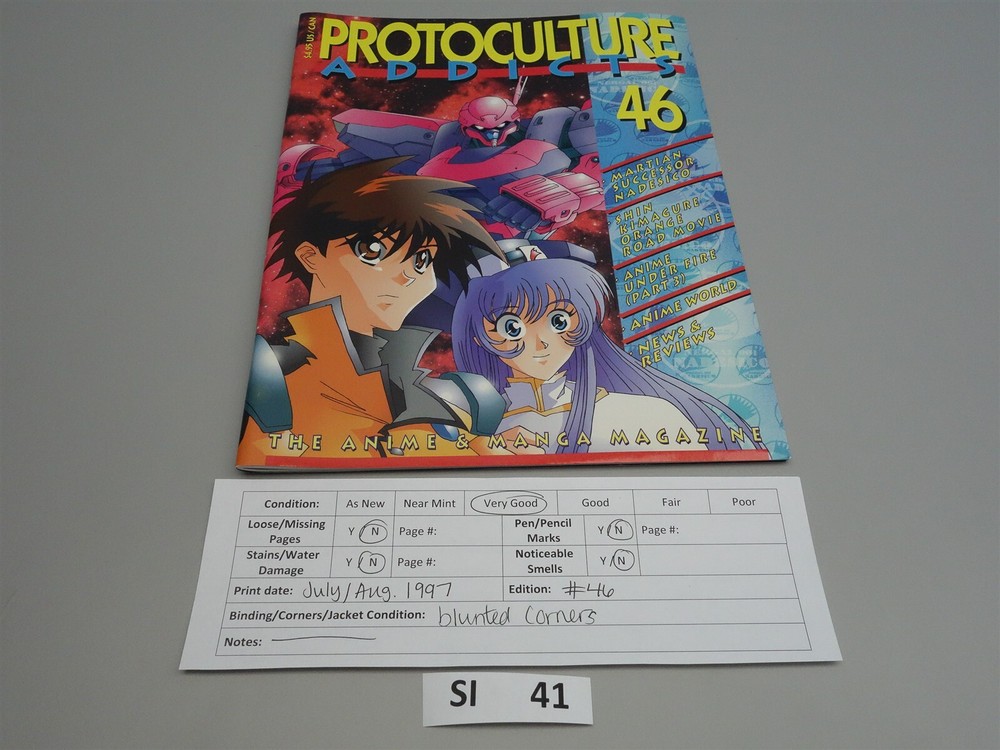 $4.95 US/CAN
PROTOCULTURE
ADDICTS
46
· MARTIAN
SUCCESSOR
NADESICO
· SHIN
KIMAGURE
ORANGE
ROAD MOVIE
· ANIME
UNDER FIRE
(PART 3)
· ANIME WORLD
· NEWS &
REVIEWS
THE ANIME & MANGA MAGAZINE
Condition: As New Near Mint Very Good Good Fair Poor
Loose/Missing Pages Y N Page #: Pen/Pencil Marks Y N Page #:
Stains/Water Damage Y N Page #: Noticeable Smells Y N
Print date: July/Aug. 1997 Edition: #46
Binding/Corners/Jacket Condition: blunted corners
Notes:
SI 41